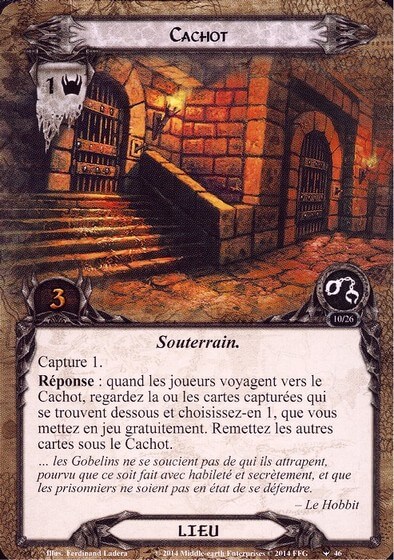 CACHOT
1
3
10/26
Souterrain.
Capture 1.
Réponse : quand les joueurs voyagent vers le
Cachot, regardez la ou les cartes capturées qui
se trouvent dessous et choisissez-en 1, que vous
mettez en jeu gratuitement. Remettez les autres
cartes sous le Cachot.
... les Gobelins ne se soucient pas de qui ils attrapent,
pourvu que ce soit fait avec habileté et secrètement, et que
les prisonniers ne soient pas en état de se défendre.
– Le Hobbit
LIEU
Illus. Ferdinand Ladera © 2014 Middle-earth Enterprises © 2014 FFG 46